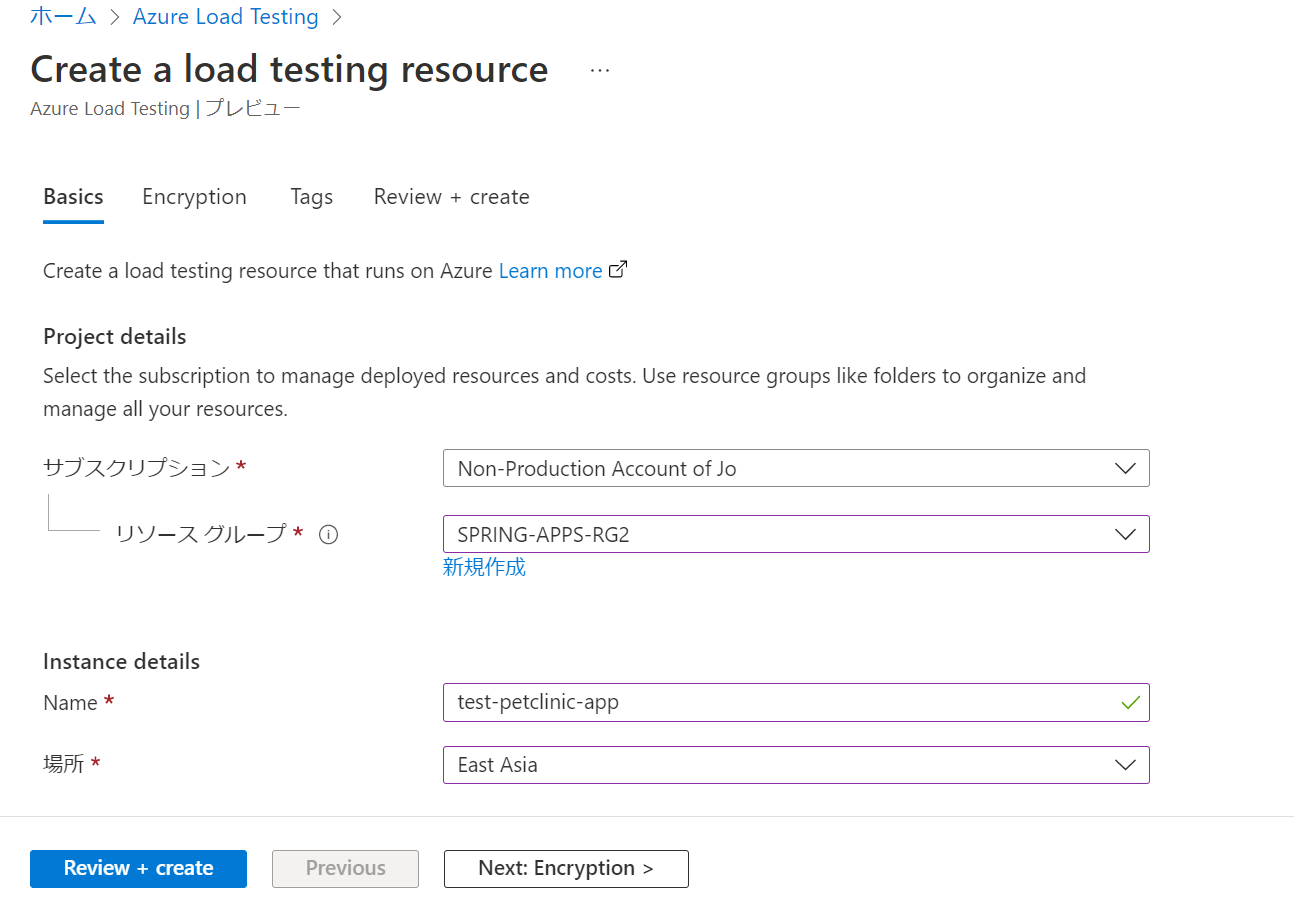 ホーム > Azure Load Testing >
Create a load testing resource ...
Azure Load Testing | プレビュー
Basics Encryption Tags Review + create
Create a load testing resource that runs on Azure Learn more
Project details
Select the subscription to manage deployed resources and costs. Use resource groups like folders to organize and
manage all your resources.
サブスクリプション * Non-Production Account of Jo
リソース グループ * SPRING-APPS-RG2
新規作成
Instance details
Name * test-petclinic-app
場所 * East Asia
Review + create Previous Next: Encryption >